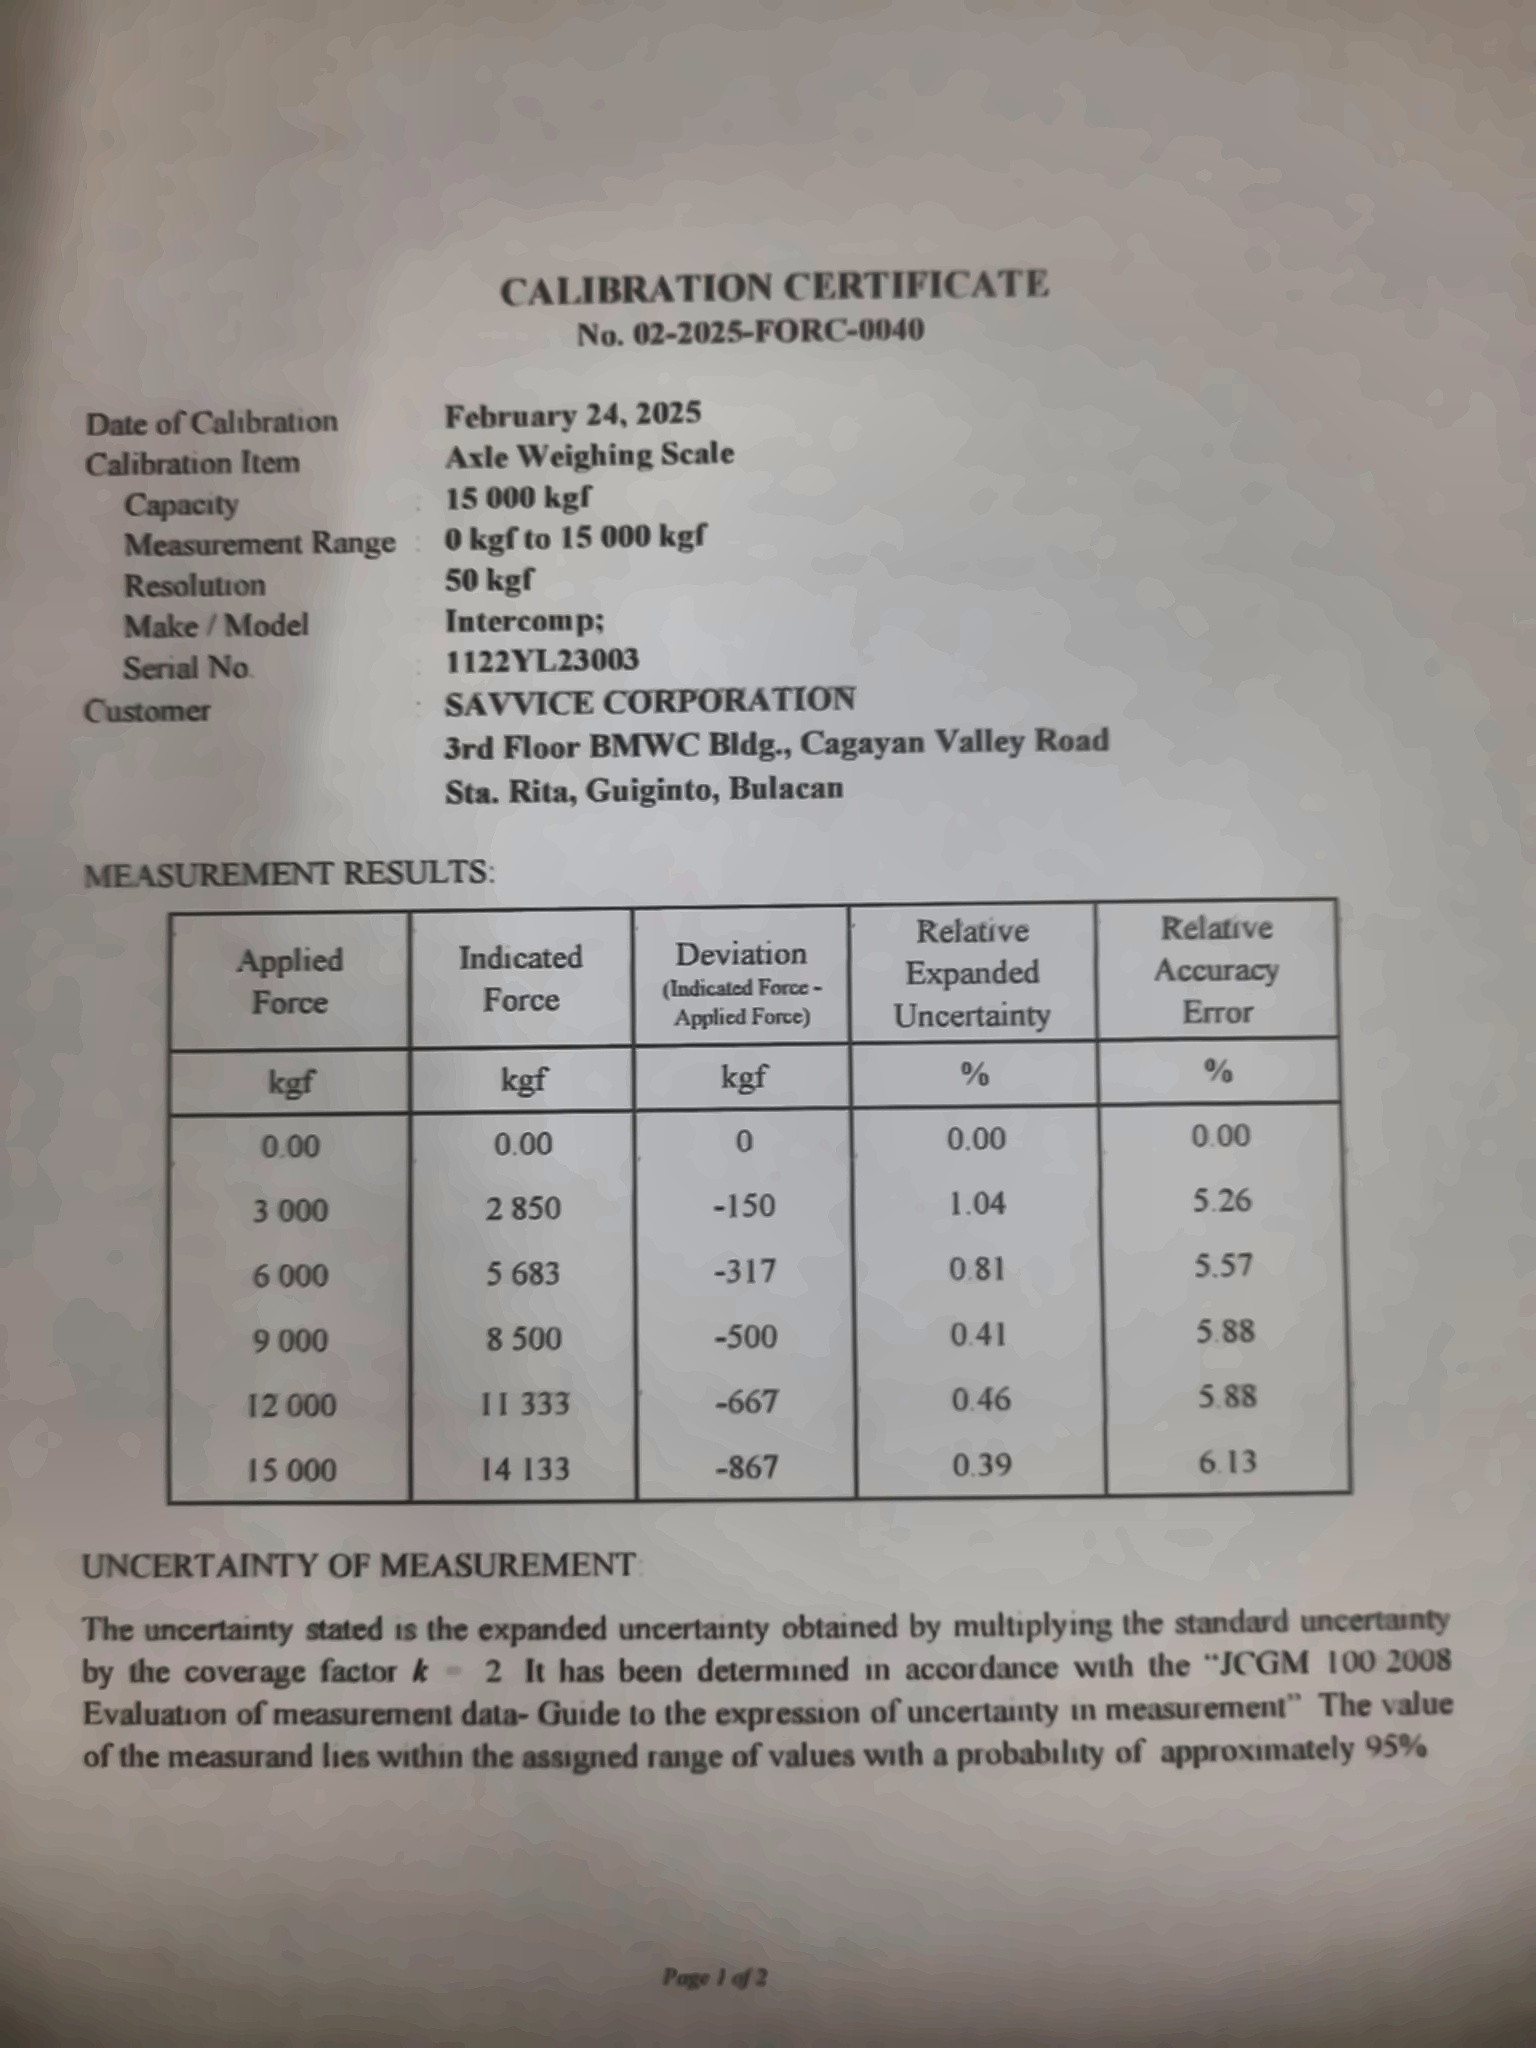 CALIBRATION CERTIFICATE
No. 02-2025-FORC-0040
Date of Calibration February 24, 2025
Calibration Item Axle Weighing Scale
Capacity : 15 000 kgf
Measurement Range : 0 kgf to 15 000 kgf
Resolution 50 kgf
Make / Model Intercomp;
Serial No. : 1122YL23003
Customer : SAVVICE CORPORATION
3rd Floor BMWC Bldg., Cagayan Valley Road
Sta. Rita, Guiginto, Bulacan
MEASUREMENT RESULTS:
Applied Force Indicated Force Deviation (Indicated Force - Applied Force) Relative Expanded Uncertainty Relative Accuracy Error
kgf kgf kgf % %
0.00 0.00 0 0.00 0.00
3 000 2 850 -150 1.04 5.26
6 000 5 683 -317 0.81 5.57
9 000 8 500 -500 0.41 5.88
12 000 11 333 -667 0.46 5.88
15 000 14 133 -867 0.39 6.13
UNCERTAINTY OF MEASUREMENT
The uncertainty stated is the expanded uncertainty obtained by multiplying the standard uncertainty
by the coverage factor k = 2 It has been determined in accordance with the "JCGM 100 2008
Evaluation of measurement data- Guide to the expression of uncertainty in measurement" The value
of the measurand lies within the assigned range of values with a probability of approximately 95%
Page 1 of 2